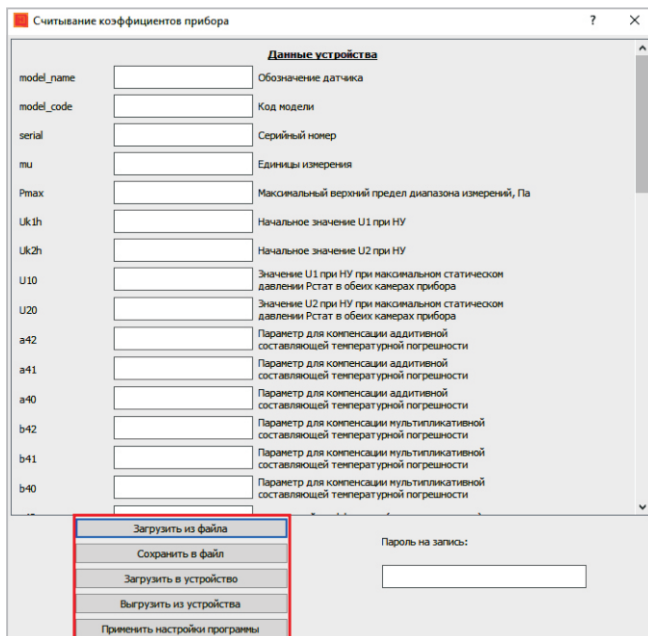 Считывание коэффициентов прибора
Данные устройства
model_name Обозначение датчика
model_code Код модели
serial Серийный номер
mu Единицы измерения
Pmax Максимальный верхний предел диапазона измерений, Па
Uk1h Начальное значение U1 при НУ
Uk2h Начальное значение U2 при НУ
U10 Значение U1 при НУ при максимальном статическом
давлении Рстат в обеих камерах прибора
U20 Значение U2 при НУ при максимальном статическом
давлении Рстат в обеих камерах прибора
a42 Параметр для компенсации аддитивной
составляющей температурной погрешности
a41 Параметр для компенсации аддитивной
составляющей температурной погрешности
a40 Параметр для компенсации аддитивной
составляющей температурной погрешности
b42 Параметр для компенсации мультипликативной
составляющей температурной погрешности
b41 Параметр для компенсации мультипликативной
составляющей температурной погрешности
b40 Параметр для компенсации мультипликативной
составляющей температурной погрешности
Загрузить из файла
Сохранить в файл
Загрузить в устройство
Выгрузить из устройства
Применить настройки программы
Пароль на запись: